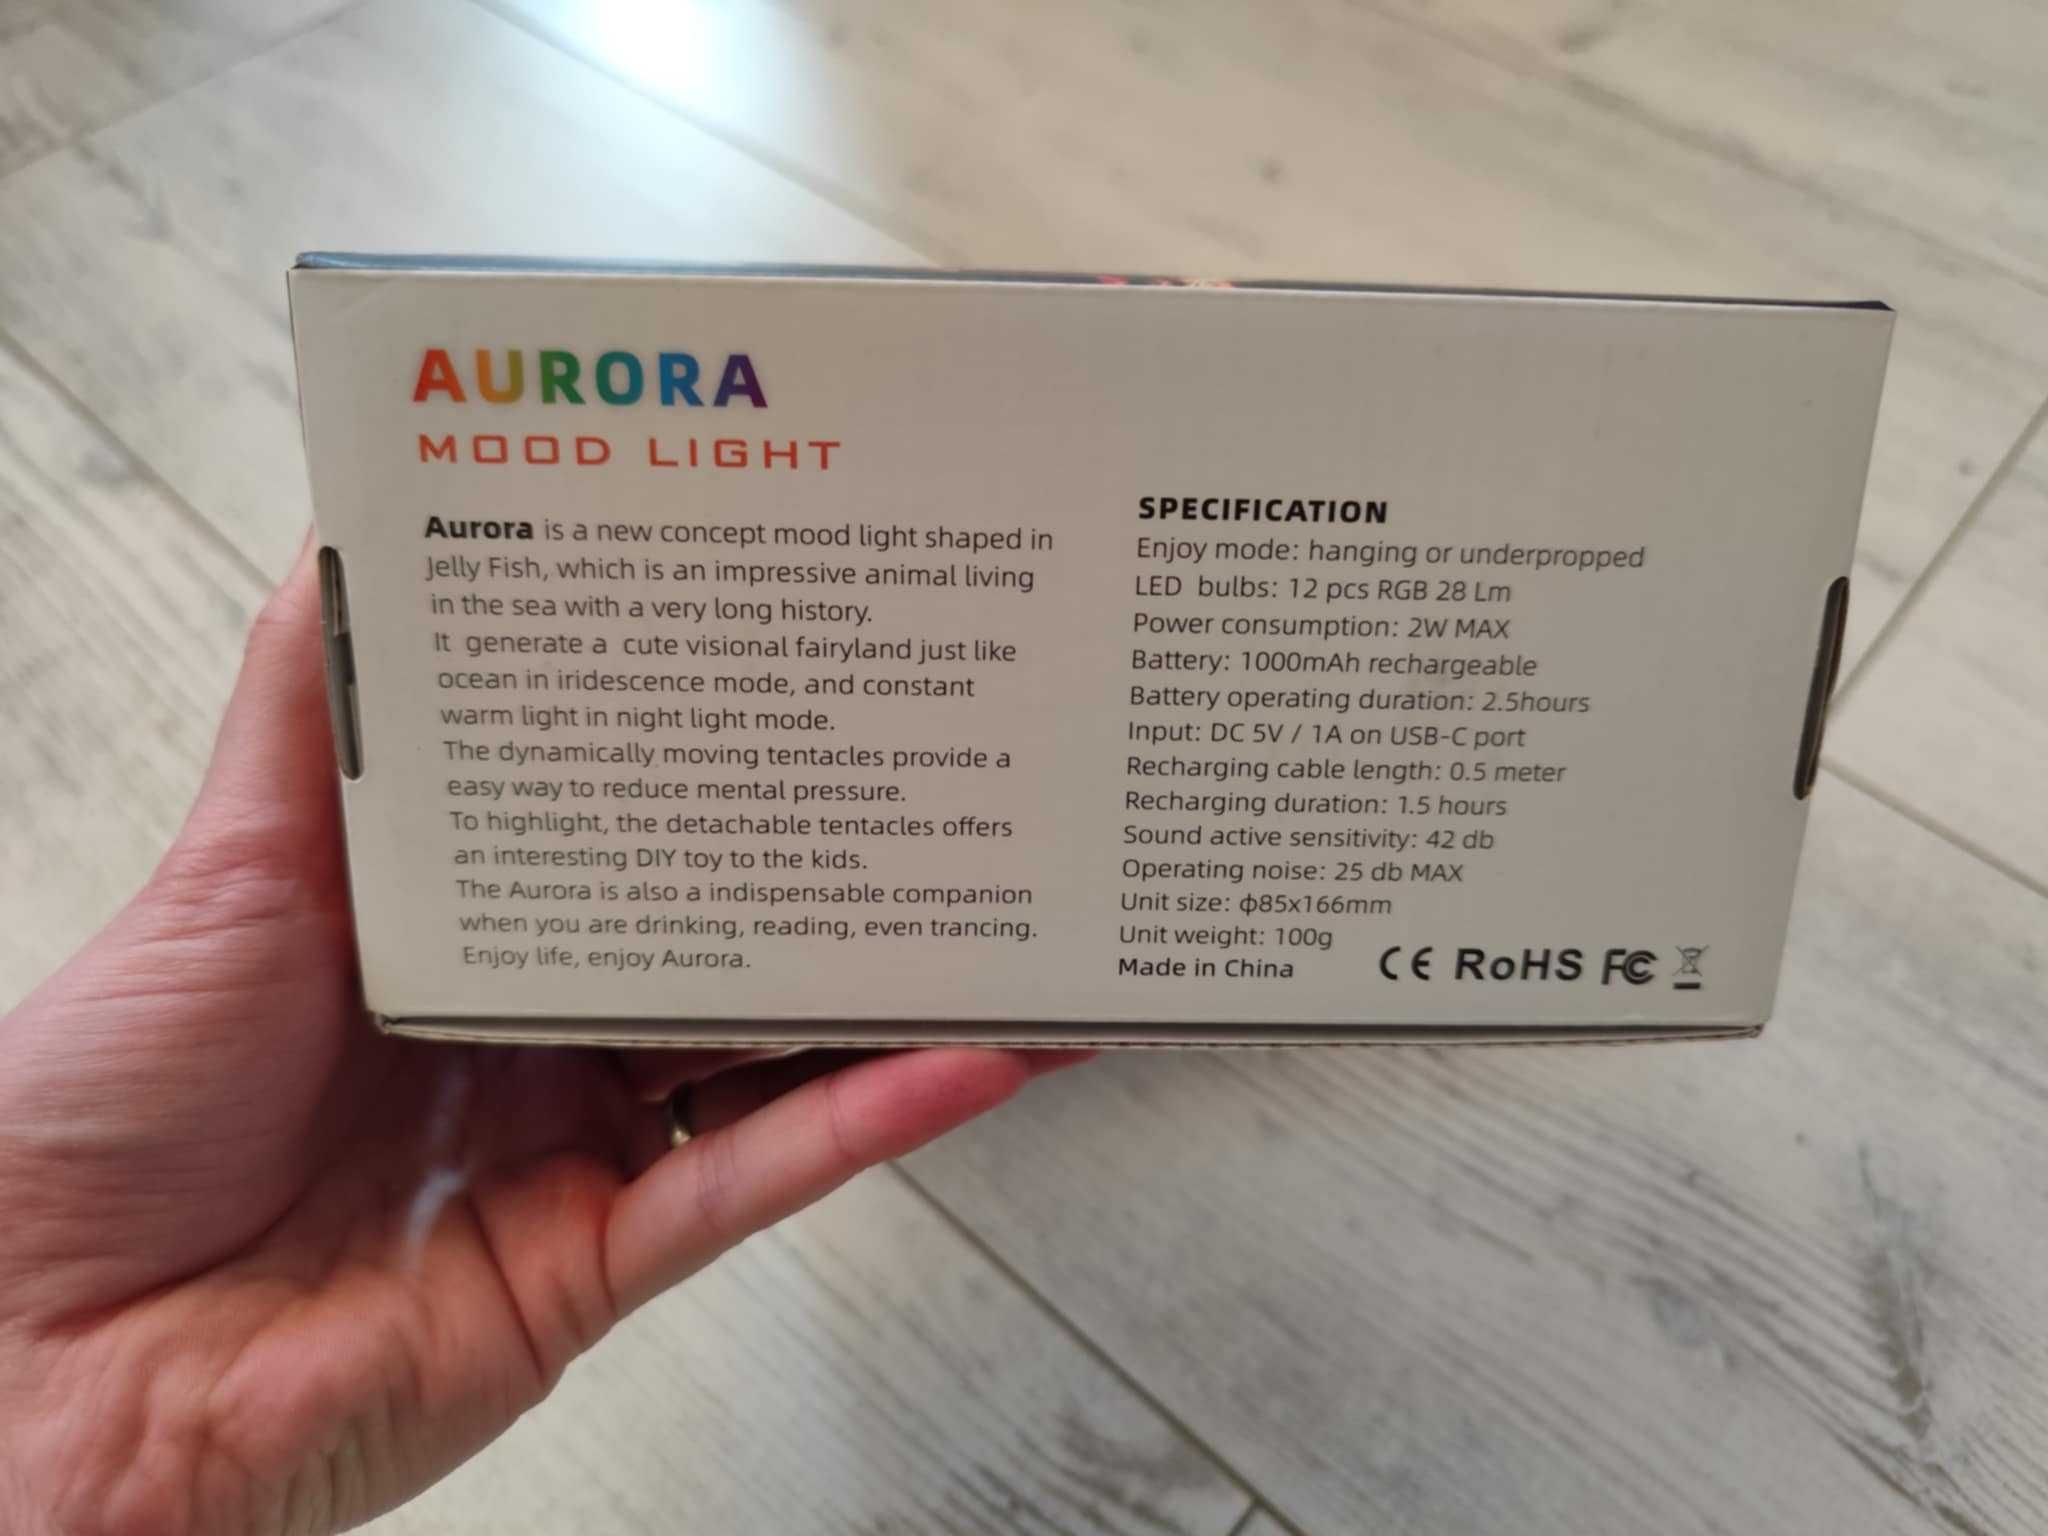 AURORA
MOOD LIGHT
Aurora is a new concept mood light shaped in
Jelly Fish, which is an impressive animal living
in the sea with a very long history.
It generate a cute visional fairyland just like
ocean in iridescence mode, and constant
warm light in night light mode.
The dynamically moving tentacles provide a
easy way to reduce mental pressure.
To highlight, the detachable tentacles offers
an interesting DIY toy to the kids.
The Aurora is also a indispensable companion
when you are drinking, reading, even trancing.
Enjoy life, enjoy Aurora.
SPECIFICATION
Enjoy mode: hanging or underpropped
LED bulbs: 12 pcs RGB 28 Lm
Power consumption: 2W MAX
Battery: 1000mAh rechargeable
Battery operating duration: 2.5hours
Input: DC 5V / 1A on USB-C port
Recharging cable length: 0.5 meter
Recharging duration: 1.5 hours
Sound active sensitivity: 42 db
Operating noise: 25 db MAX
Unit size: ф85x166mm
Unit weight: 100g
Made in China
CE RoHS FC